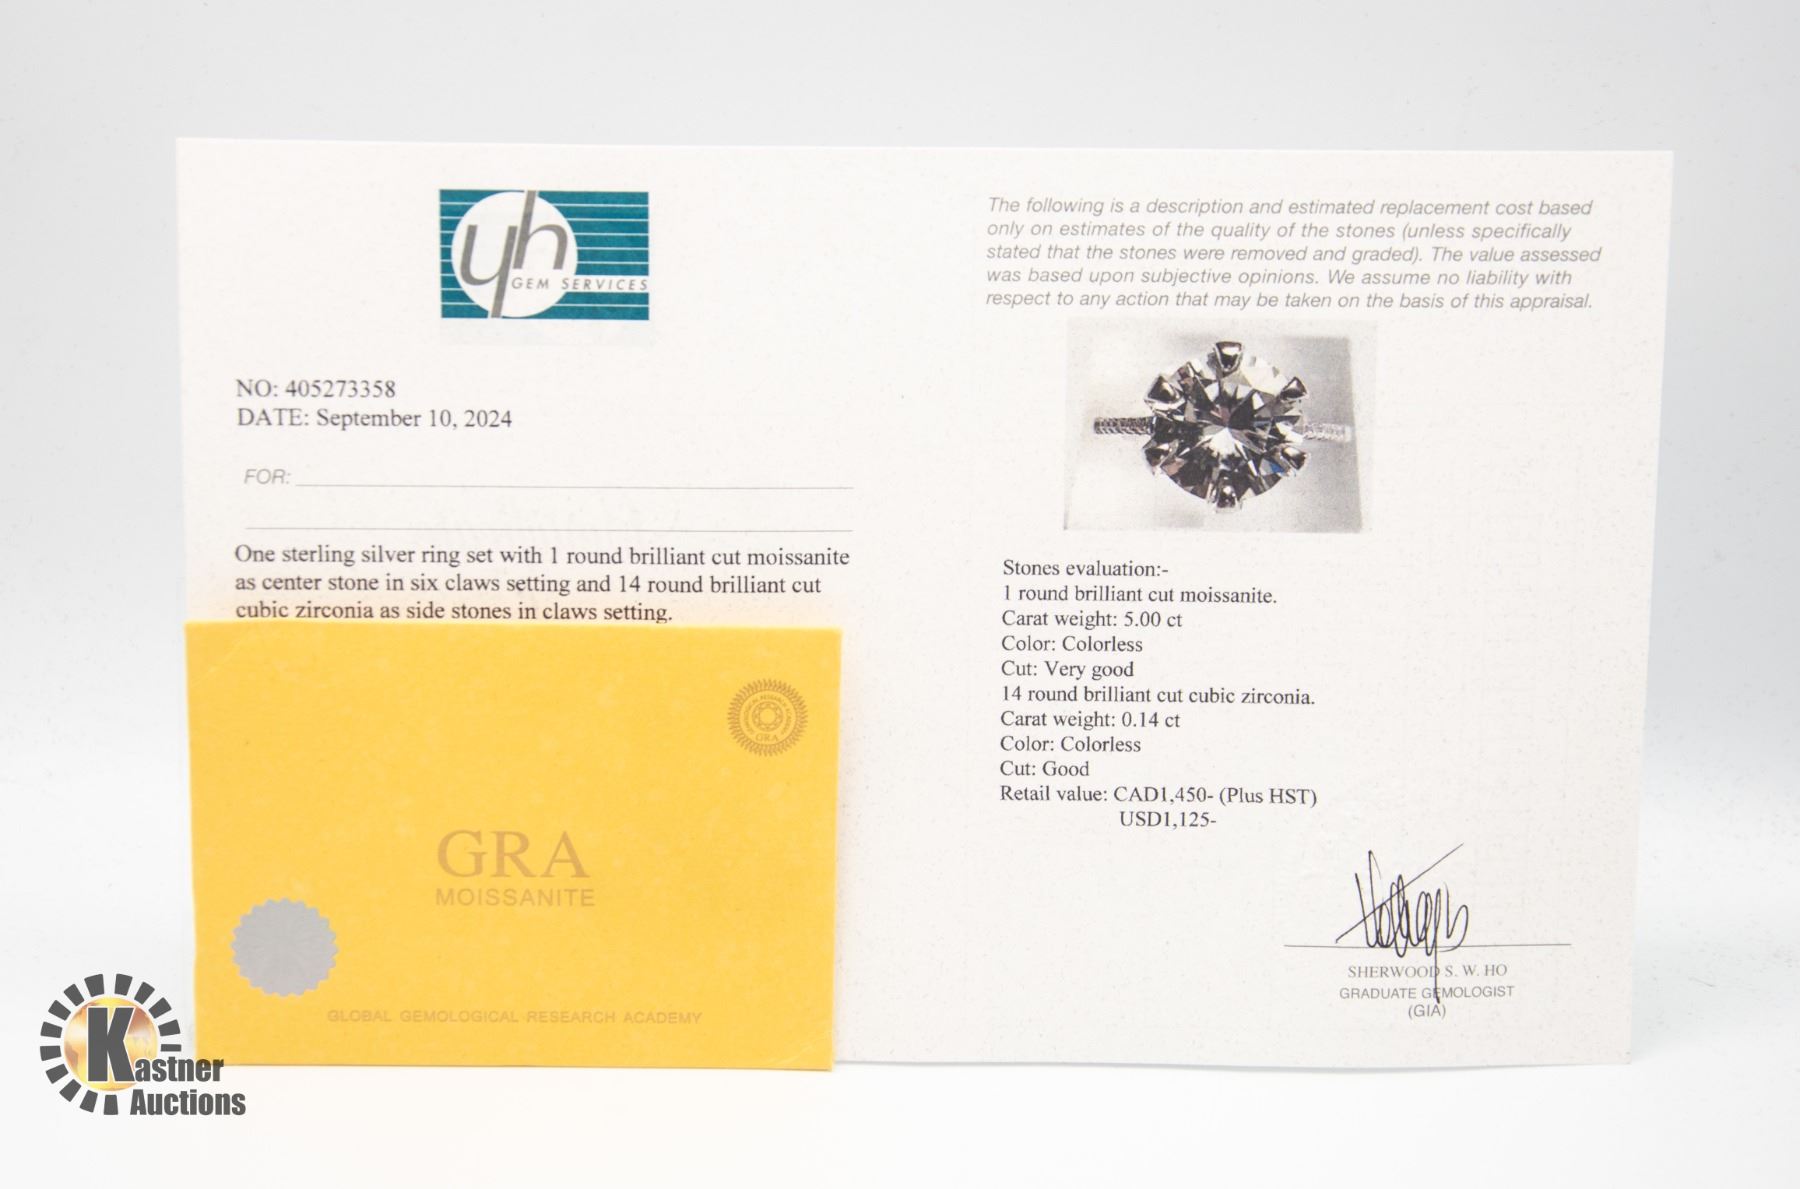 yh
GEM SERVICES
NO: 405273358
DATE: September 10, 2024
FOR:
One sterling silver ring set with 1 round brilliant cut moissanite
as center stone in six claws setting and 14 round brilliant cut
cubic zirconia as side stones in claws setting.
GRA
GRA
MOISSANITE
GLOBAL GEMOLOGICAL RESEARCH ACADEMY
The following is a description and estimated replacement cost based
only on estimates of the quality of the stones (unless specifically
stated that the stones were removed and graded). The value assessed
was based upon subjective opinions. We assume no liability with
respect to any action that may be taken on the basis of this appraisal.
Stones evaluation:-
1 round brilliant cut moissanite.
Carat weight: 5.00 ct
Color: Colorless
Cut: Very good
14 round brilliant cut cubic zirconia.
Carat weight: 0.14 ct
Color: Colorless
Cut: Good
Retail value: CAD1,450- (Plus HST)
USD1,125-
SHERWOOD S. W. HO
GRADUATE GEMOLOGIST
(GIA)
Kastner
Auctions